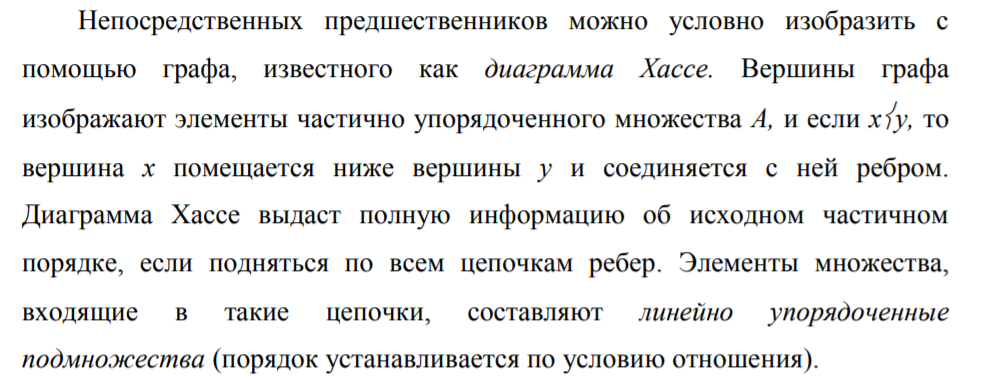 Непосредственных предшественников можно условно изобразить с
помощью графа, известного как диаграмма Хассе. Вершины графа
изображают элементы частично упорядоченного множества A, и если x⊰y, то
вершина x помещается ниже вершины y и соединяется с ней ребром.
Диаграмма Хассе выдаст полную информацию об исходном частичном
порядке, если подняться по всем цепочкам ребер. Элементы множества,
входящие в такие цепочки, составляют линейно упорядоченные
подмножества (порядок устанавливается по условию отношения).